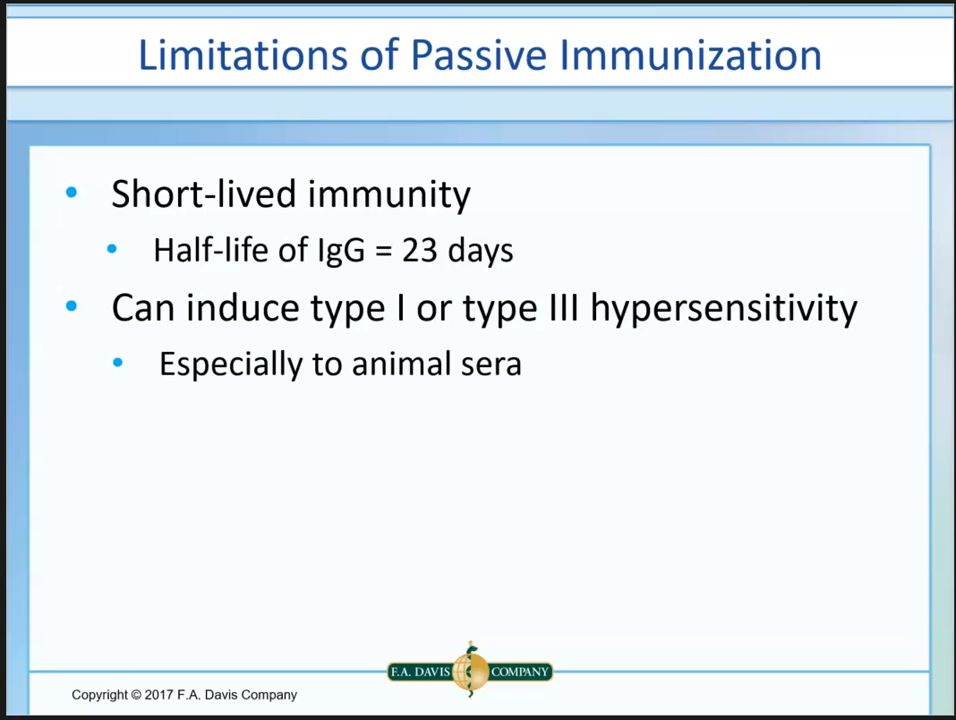 Limitations of Passive Immunization
• Short-lived immunity
• Half-life of IgG = 23 days
• Can induce type I or type III hypersensitivity
• Especially to animal sera
F.A. DAVIS COMPANY
Copyright © 2017 F.A. Davis Company